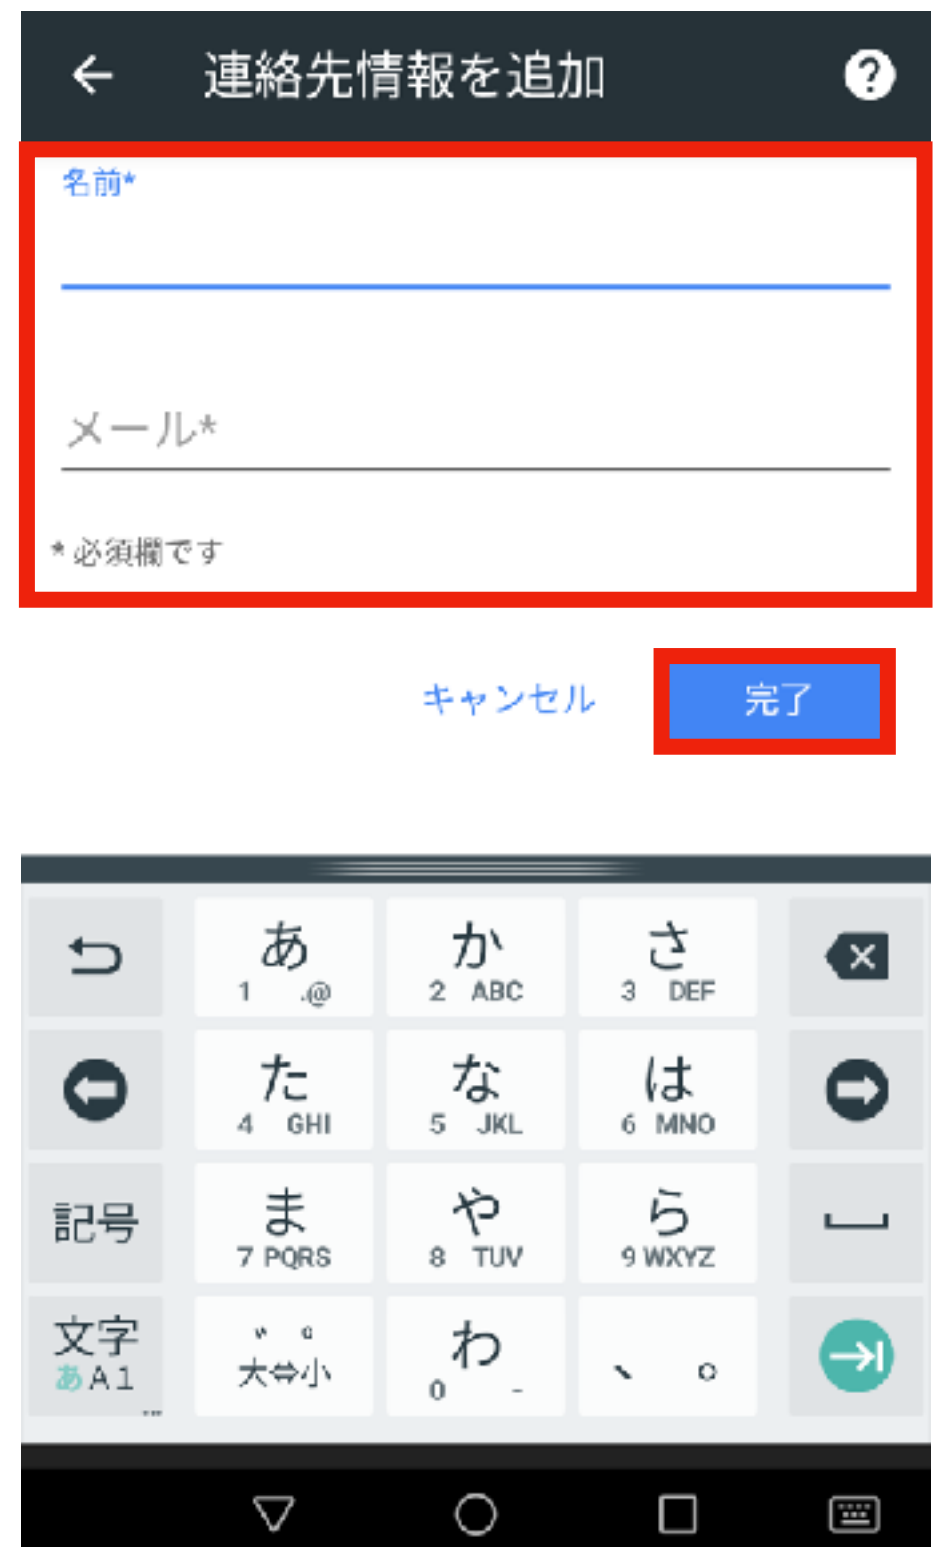 連絡先情報を追加
名前*
メール*
* 必須欄です
キャンセル 完了
あ か さ
1 .@ 2 ABC 3 DEF
た な は
4 GHI 5 JKL 6 MNO
記号 ま や ら
7 PQRS 8 TUV 9 WXYZ
文字 わ 、 。
あA1 大⇔小 0 -